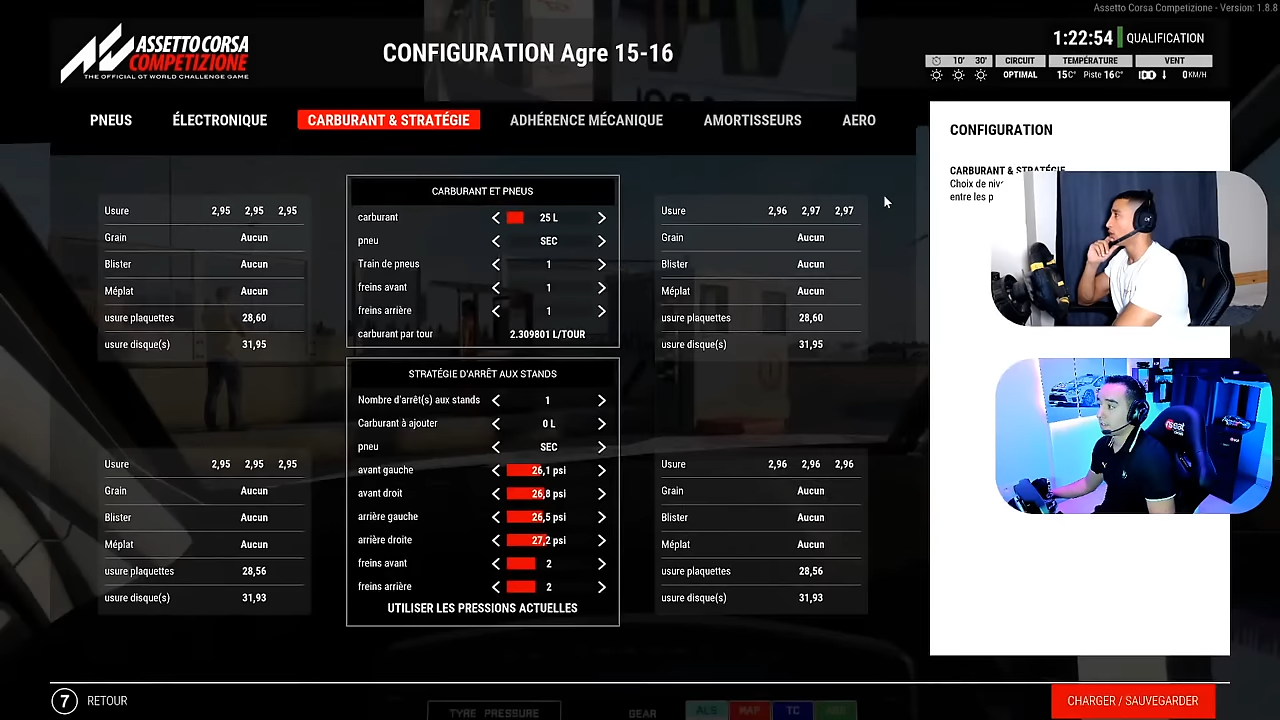 Assetto Corsa Competizione - Version: 1.8.8
ASSETTO CORSA
COMPETIZIONE
THE OFFICIAL GT WORLD CHALLENGE GAME
CONFIGURATION Agre 15-16
1:22:54 QUALIFICATION
10' 30' CIRCUIT TEMPÉRATURE VENT
OPTIMAL 15C° Piste 16C° 0KM/H
PNEUS ÉLECTRONIQUE CARBURANT & STRATÉGIE ADHÉRENCE MÉCANIQUE AMORTISSEURS AERO
CONFIGURATION
CARBURANT & STRATÉGIE
Choix de niv
entre les p
Usure 2,95 2,95 2,95
Grain Aucun
Blister Aucun
Méplat Aucun
usure plaquettes 28,60
usure disque(s) 31,95
CARBURANT ET PNEUS
carburant 25 L
pneu SEC
Train de pneus 1
freins avant 1
freins arrière 1
carburant par tour 2.309801 L/TOUR
Usure 2,96 2,97 2,97
Grain Aucun
Blister Aucun
Méplat Aucun
usure plaquettes 28,60
usure disque(s) 31,95
STRATÉGIE D'ARRÊT AUX STANDS
Nombre d'arrêt(s) aux stands 1
Carburant à ajouter 0 L
pneu SEC
avant gauche 26,1 psi
avant droit 26,8 psi
arrière gauche 26,5 psi
arrière droite 27,2 psi
freins avant 2
freins arrière 2
UTILISER LES PRESSIONS ACTUELLES
Usure 2,95 2,95 2,95
Grain Aucun
Blister Aucun
Méplat Aucun
usure plaquettes 28,56
usure disque(s) 31,93
Usure 2,96 2,96 2,96
Grain Aucun
Blister Aucun
Méplat Aucun
usure plaquettes 28,56
usure disque(s) 31,93
7 RETOUR
CHARGER / SAUVEGARDER
TYRE PRESSURE GEAR ALS MAP TC